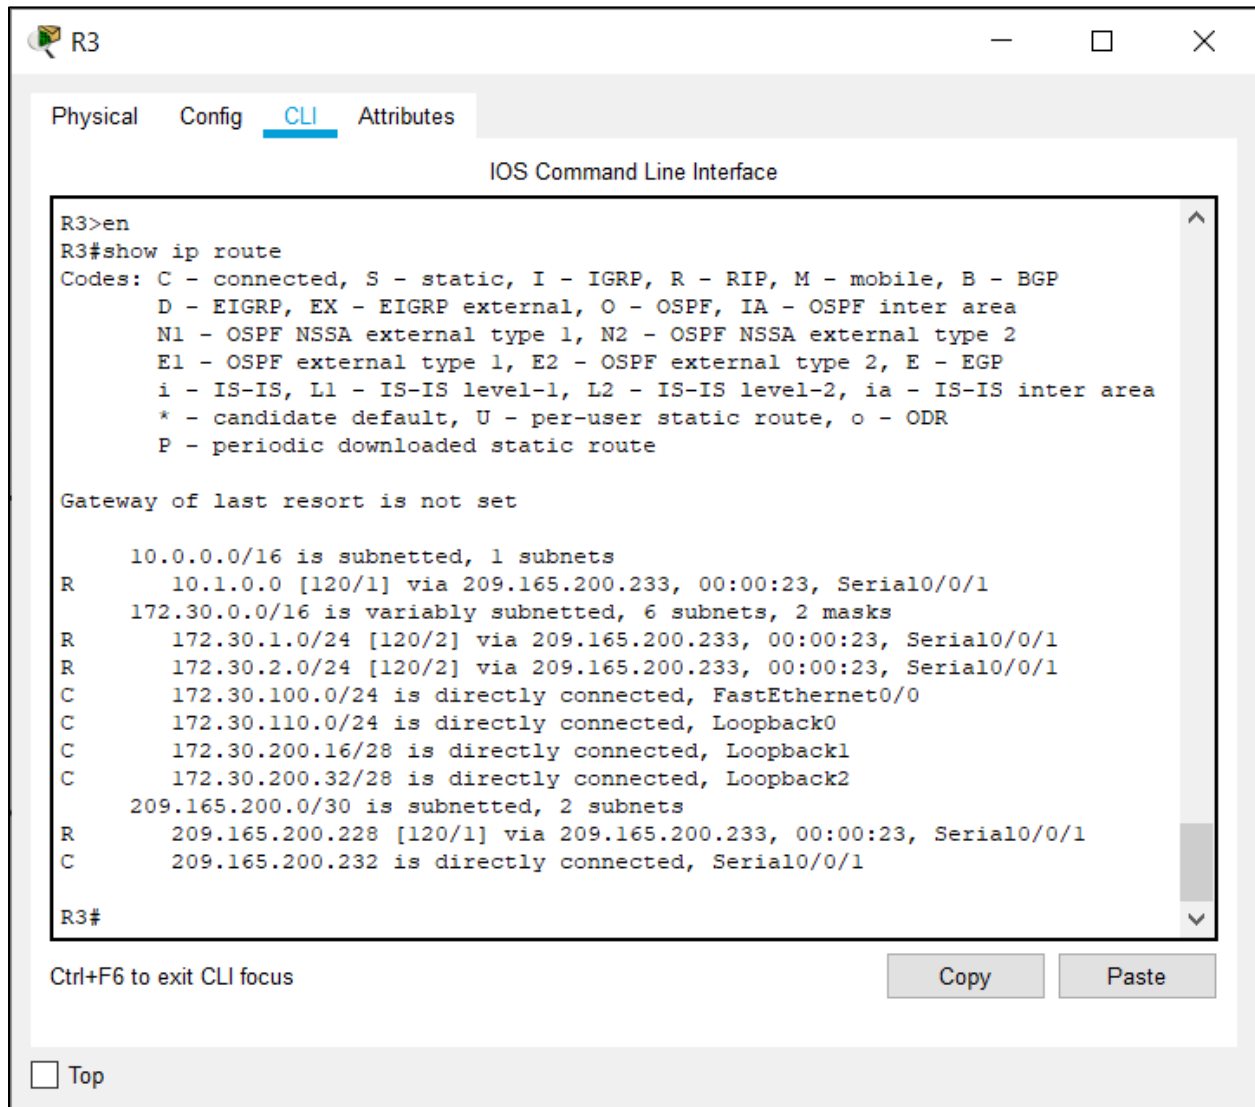 R3
Physical Config CLI Attributes
IOS Command Line Interface
R3>en
R3#show ip route
Codes: C - connected, S - static, I - IGRP, R - RIP, M - mobile, B - BGP
       D - EIGRP, EX - EIGRP external, O - OSPF, IA - OSPF inter area
       N1 - OSPF NSSA external type 1, N2 - OSPF NSSA external type 2
       E1 - OSPF external type 1, E2 - OSPF external type 2, E - EGP
       i - IS-IS, L1 - IS-IS level-1, L2 - IS-IS level-2, ia - IS-IS inter area
       * - candidate default, U - per-user static route, o - ODR
       P - periodic downloaded static route

Gateway of last resort is not set

     10.0.0.0/16 is subnetted, 1 subnets
R       10.1.0.0 [120/1] via 209.165.200.233, 00:00:23, Serial0/0/1
     172.30.0.0/16 is variably subnetted, 6 subnets, 2 masks
R       172.30.1.0/24 [120/2] via 209.165.200.233, 00:00:23, Serial0/0/1
R       172.30.2.0/24 [120/2] via 209.165.200.233, 00:00:23, Serial0/0/1
C       172.30.100.0/24 is directly connected, FastEthernet0/0
C       172.30.110.0/24 is directly connected, Loopback0
C       172.30.200.16/28 is directly connected, Loopback1
C       172.30.200.32/28 is directly connected, Loopback2
     209.165.200.0/30 is subnetted, 2 subnets
R       209.165.200.228 [120/1] via 209.165.200.233, 00:00:23, Serial0/0/1
C       209.165.200.232 is directly connected, Serial0/0/1

R3#
Ctrl+F6 to exit CLI focus Copy Paste
Top